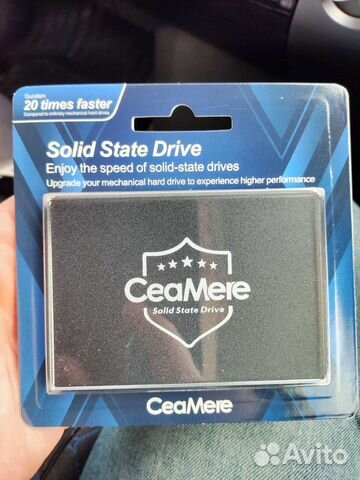 Gundam
20 times faster
Compared to ordinary mechanical hard drives
Solid State Drive
Enjoy the speed of solid-state drives
Upgrade your mechanical hard drive to experience higher performance
CeaMere
Solid State Drive
CeaMere
Avito